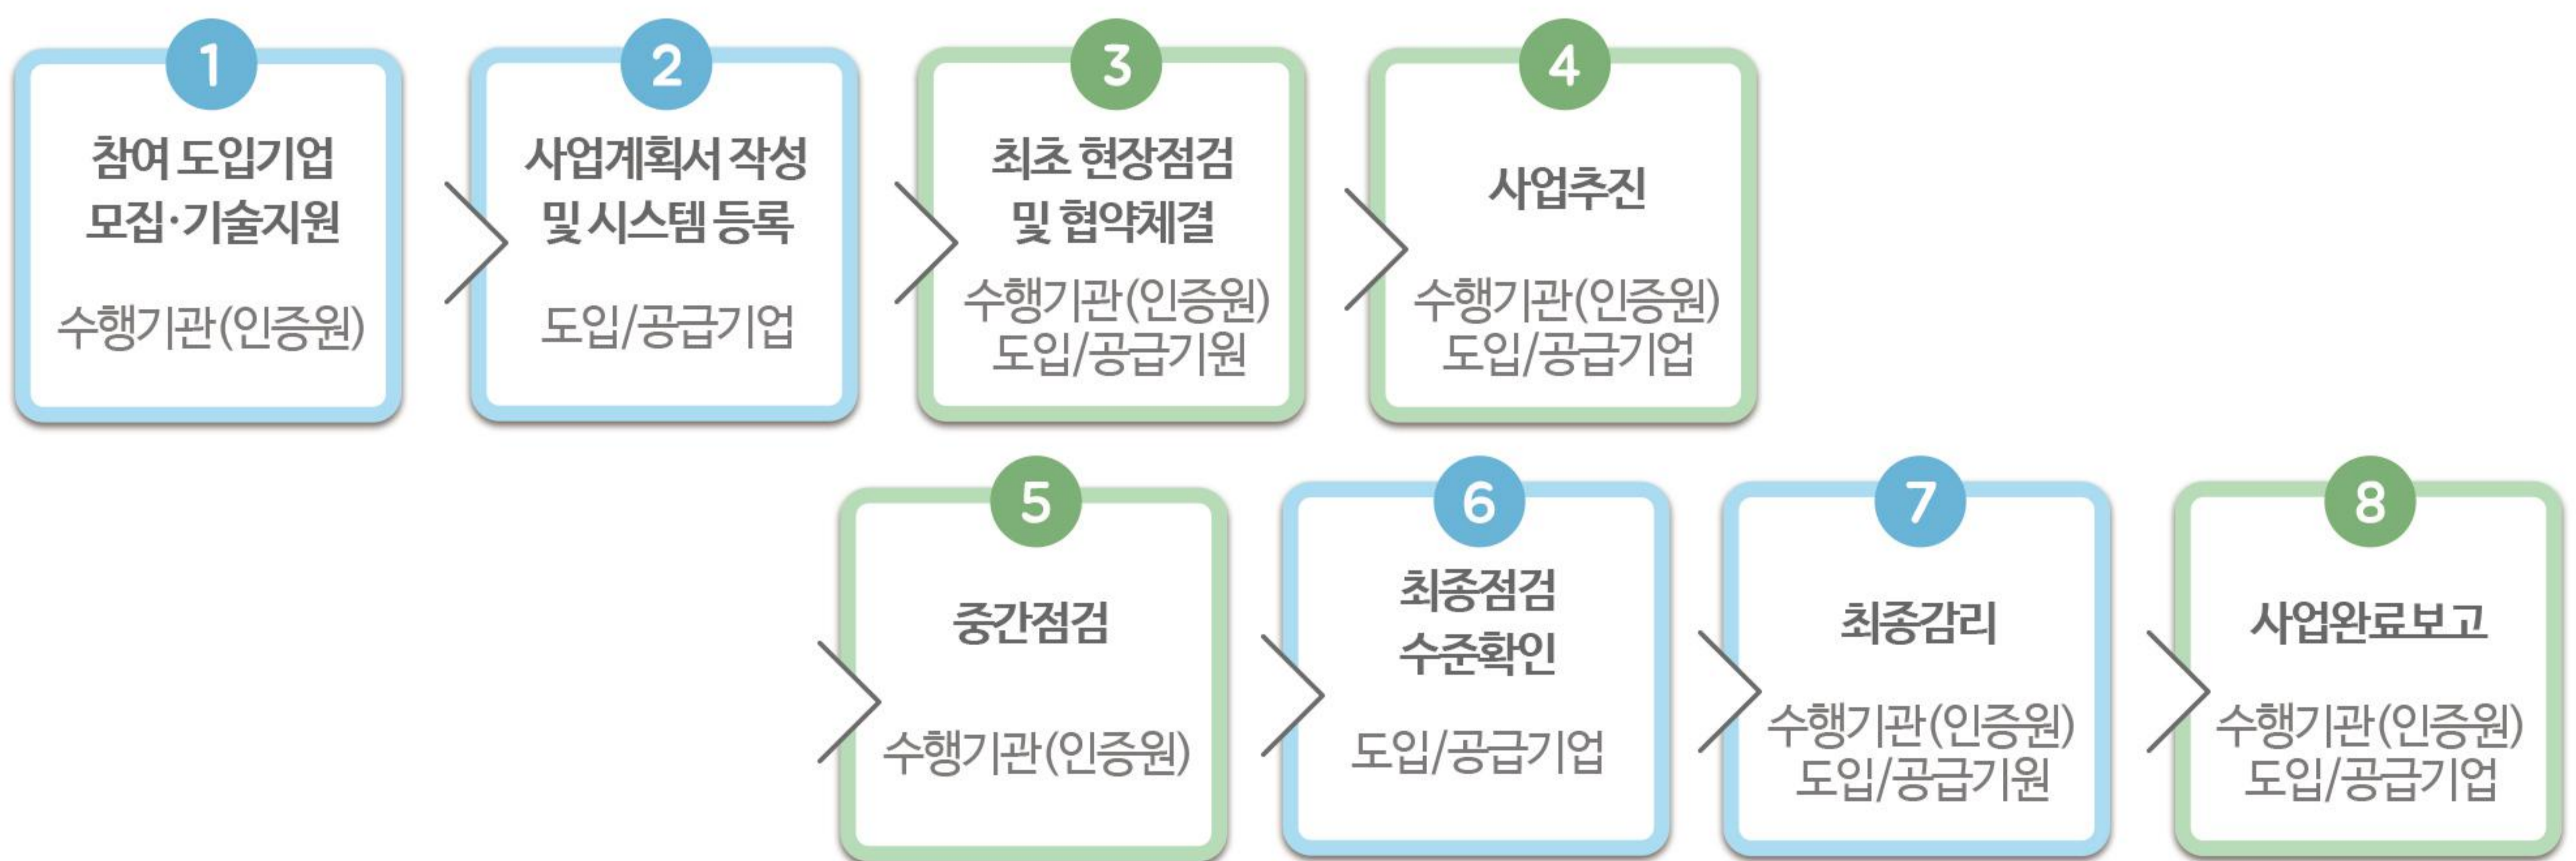 1
참여 도입기업
모집·기술지원
수행기관(인증원)
2
사업계획서 작성
및 시스템 등록
도입/공급기업
3
최초 현장점검
및 협약체결
수행기관(인증원)
도입/공급기원
4
사업추진
수행기관(인증원)
도입/공급기업
5
중간점검
수행기관(인증원)
6
최종점검
수준확인
도입/공급기업
7
최종감리
수행기관(인증원)
도입/공급기원
8
사업완료보고
수행기관(인증원)
도입/공급기업